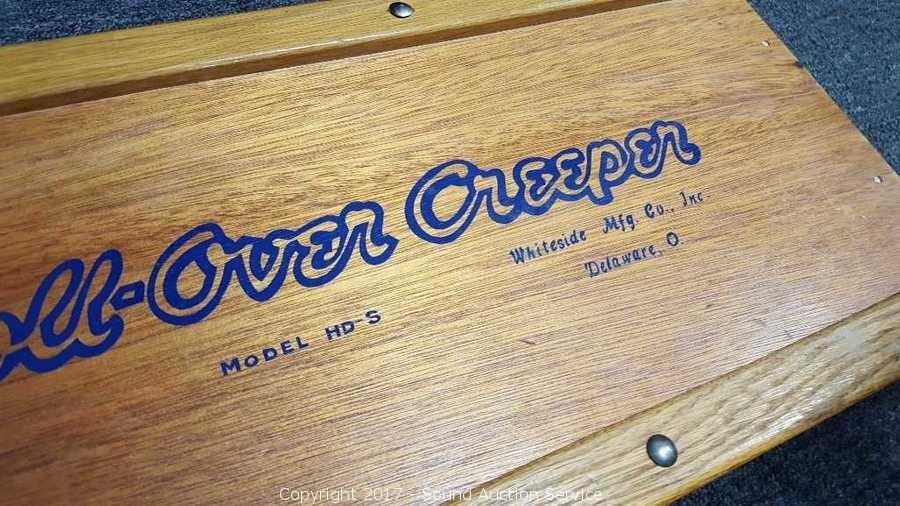 oll-Over Creeper
Model HD-S
Whiteside Mfg. Co., Inc
Delaware, O.
Copyright 2017 - Sound Auction Service